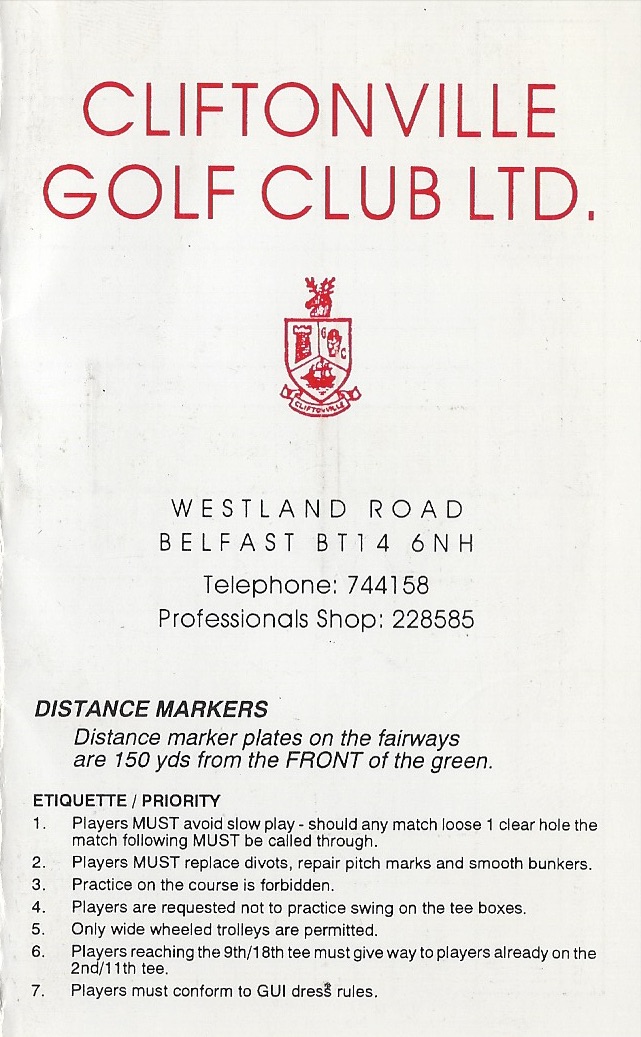 CLIFTONVILLE
GOLF CLUB LTD.
G
C
CLIFTONVILLE
WESTLAND ROAD
BELFAST BT14 6NH
Telephone: 744158
Professionals Shop: 228585
DISTANCE MARKERS
Distance marker plates on the fairways
are 150 yds from the FRONT of the green.
ETIQUETTE / PRIORITY
1. Players MUST avoid slow play - should any match loose 1 clear hole the
match following MUST be called through.
2. Players MUST replace divots, repair pitch marks and smooth bunkers.
3. Practice on the course is forbidden.
4. Players are requested not to practice swing on the tee boxes.
5. Only wide wheeled trolleys are permitted.
6. Players reaching the 9th/18th tee must give way to players already on the
2nd/11th tee.
7. Players must conform to GUI dress rules.